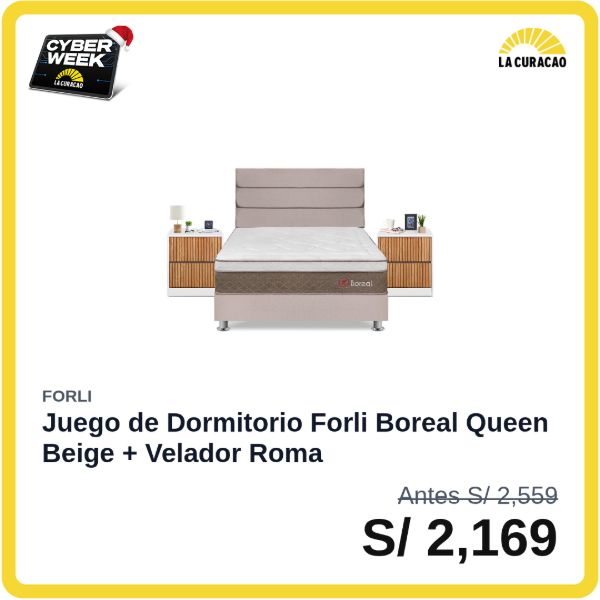 CYBER
WEEK
LA CURACAO
LA CURACAO
Boreal
FORLI
Juego de Dormitorio Forli Boreal Queen
Beige + Velador Roma
Antes S/ 2,559
S/ 2,169